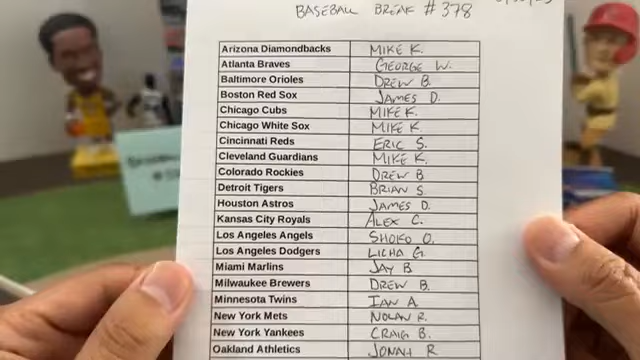 BASEBALL BREAK #378
Arizona Diamondbacks MIKE K.
Atlanta Braves GEORGE W.
Baltimore Orioles DREW B.
Boston Red Sox JAMES D.
Chicago Cubs MIKE K.
Chicago White Sox MIKE K.
Cincinnati Reds ERIC S.
Cleveland Guardians MIKE K.
Colorado Rockies DREW B
Detroit Tigers BRIAN S.
Houston Astros JAMES D.
Kansas City Royals ALEX C.
Los Angeles Angels SHOKO O.
Los Angeles Dodgers LICHA G.
Miami Marlins JAY B
Milwaukee Brewers DREW B.
Minnesota Twins IAN A.
New York Mets NOLAN R.
New York Yankees CRAIG B.
Oakland Athletics JONAH R